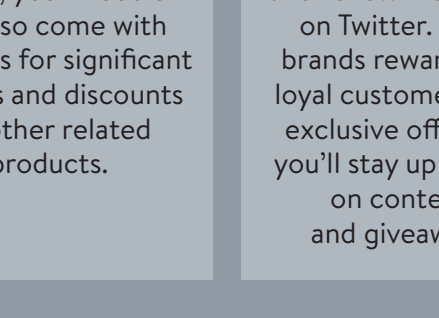 so come with
s for significant
s and discounts
other related
products.
on Twitter.
brands rewar
loyal custome
exclusive off
you'll stay up
on conte
and giveaw